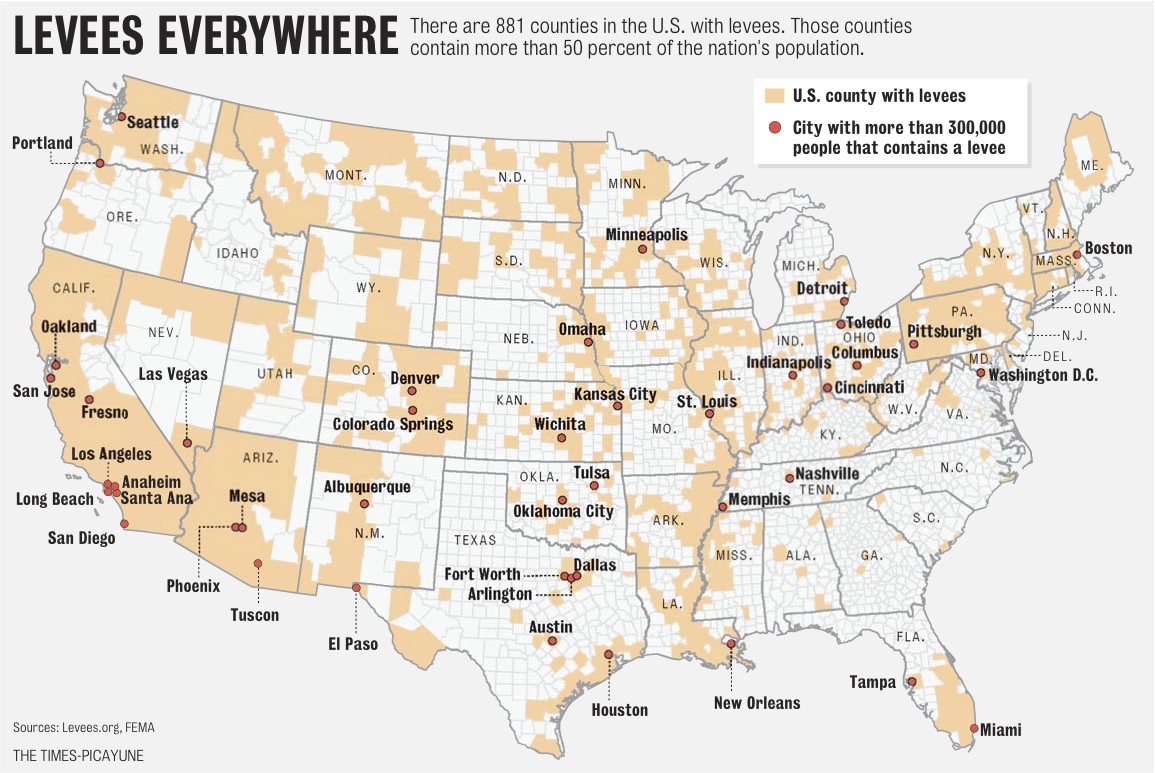 LEVEES EVERYWHERE
There are 881 counties in the U.S. with levees. Those counties
contain more than 50 percent of the nation's population.
U.S. county with levees
City with more than 300,000
people that contains a levee
Seattle
Portland
WASH.
MONT.
N.D.
MINN.
ME.
ORE.
IDAHO
S.D.
Minneapolis
WIS.
MICH.
VT.
N.H.
N.Y.
MASS.
Boston
R.I.
CONN.
CALIF.
WY.
Detroit
PA.
N.J.
Oakland
NEV.
NEB.
Omaha
IOWA
Toledo
OHIO
Pittsburgh
DEL.
MD.
IND.
Columbus
Indianapolis
Washington D.C.
San Jose
Las Vegas
UTAH
CO.
Denver
ILL.
Cincinnati
Fresno
Colorado Springs
KAN.
Kansas City
St. Louis
W.V.
VA.
Wichita
MO.
KY.
Los Angeles
Anaheim
Long Beach
Santa Ana
ARIZ.
Mesa
Albuquerque
OKLA.
Tulsa
Nashville
TENN.
N.C.
San Diego
N.M.
Oklahoma City
Memphis
ARK.
S.C.
TEXAS
MISS.
ALA.
GA.
Phoenix
Fort Worth
Dallas
Arlington
Tuscon
LA.
El Paso
Austin
FLA.
Houston
New Orleans
Tampa
Miami
Sources: Levees.org, FEMA
THE TIMES-PICAYUNE